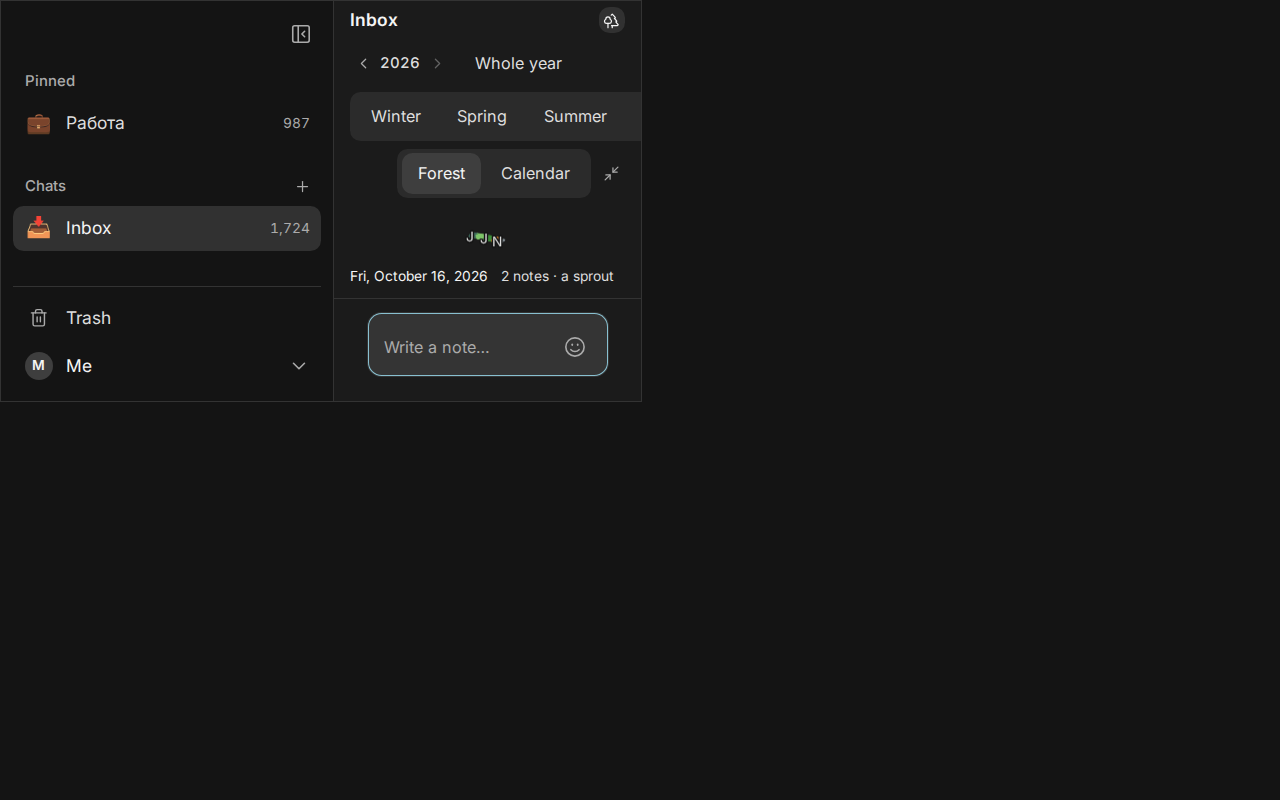 Pinned
Работа 987
Chats
Inbox 1,724
Trash
M Me
Inbox
2026 Whole year
Winter Spring Summer
Forest Calendar
Fri, October 16, 2026 2 notes · a sprout
Write a note...